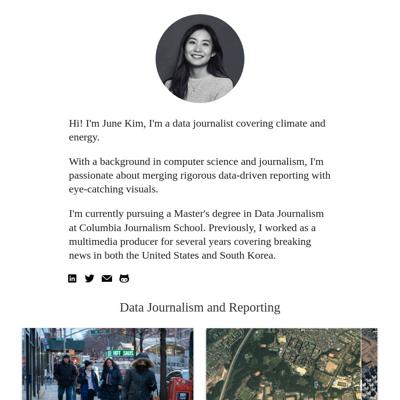 Hi! I'm June Kim, I'm a data journalist covering climate and
energy.
With a background in computer science and journalism, I'm
passionate about merging rigorous data-driven reporting with
eye-catching visuals.
I'm currently pursuing a Master's degree in Data Journalism
at Columbia Journalism School. Previously, I worked as a
multimedia producer for several years covering breaking
news in both the United States and South Korea.
Data Journalism and Reporting